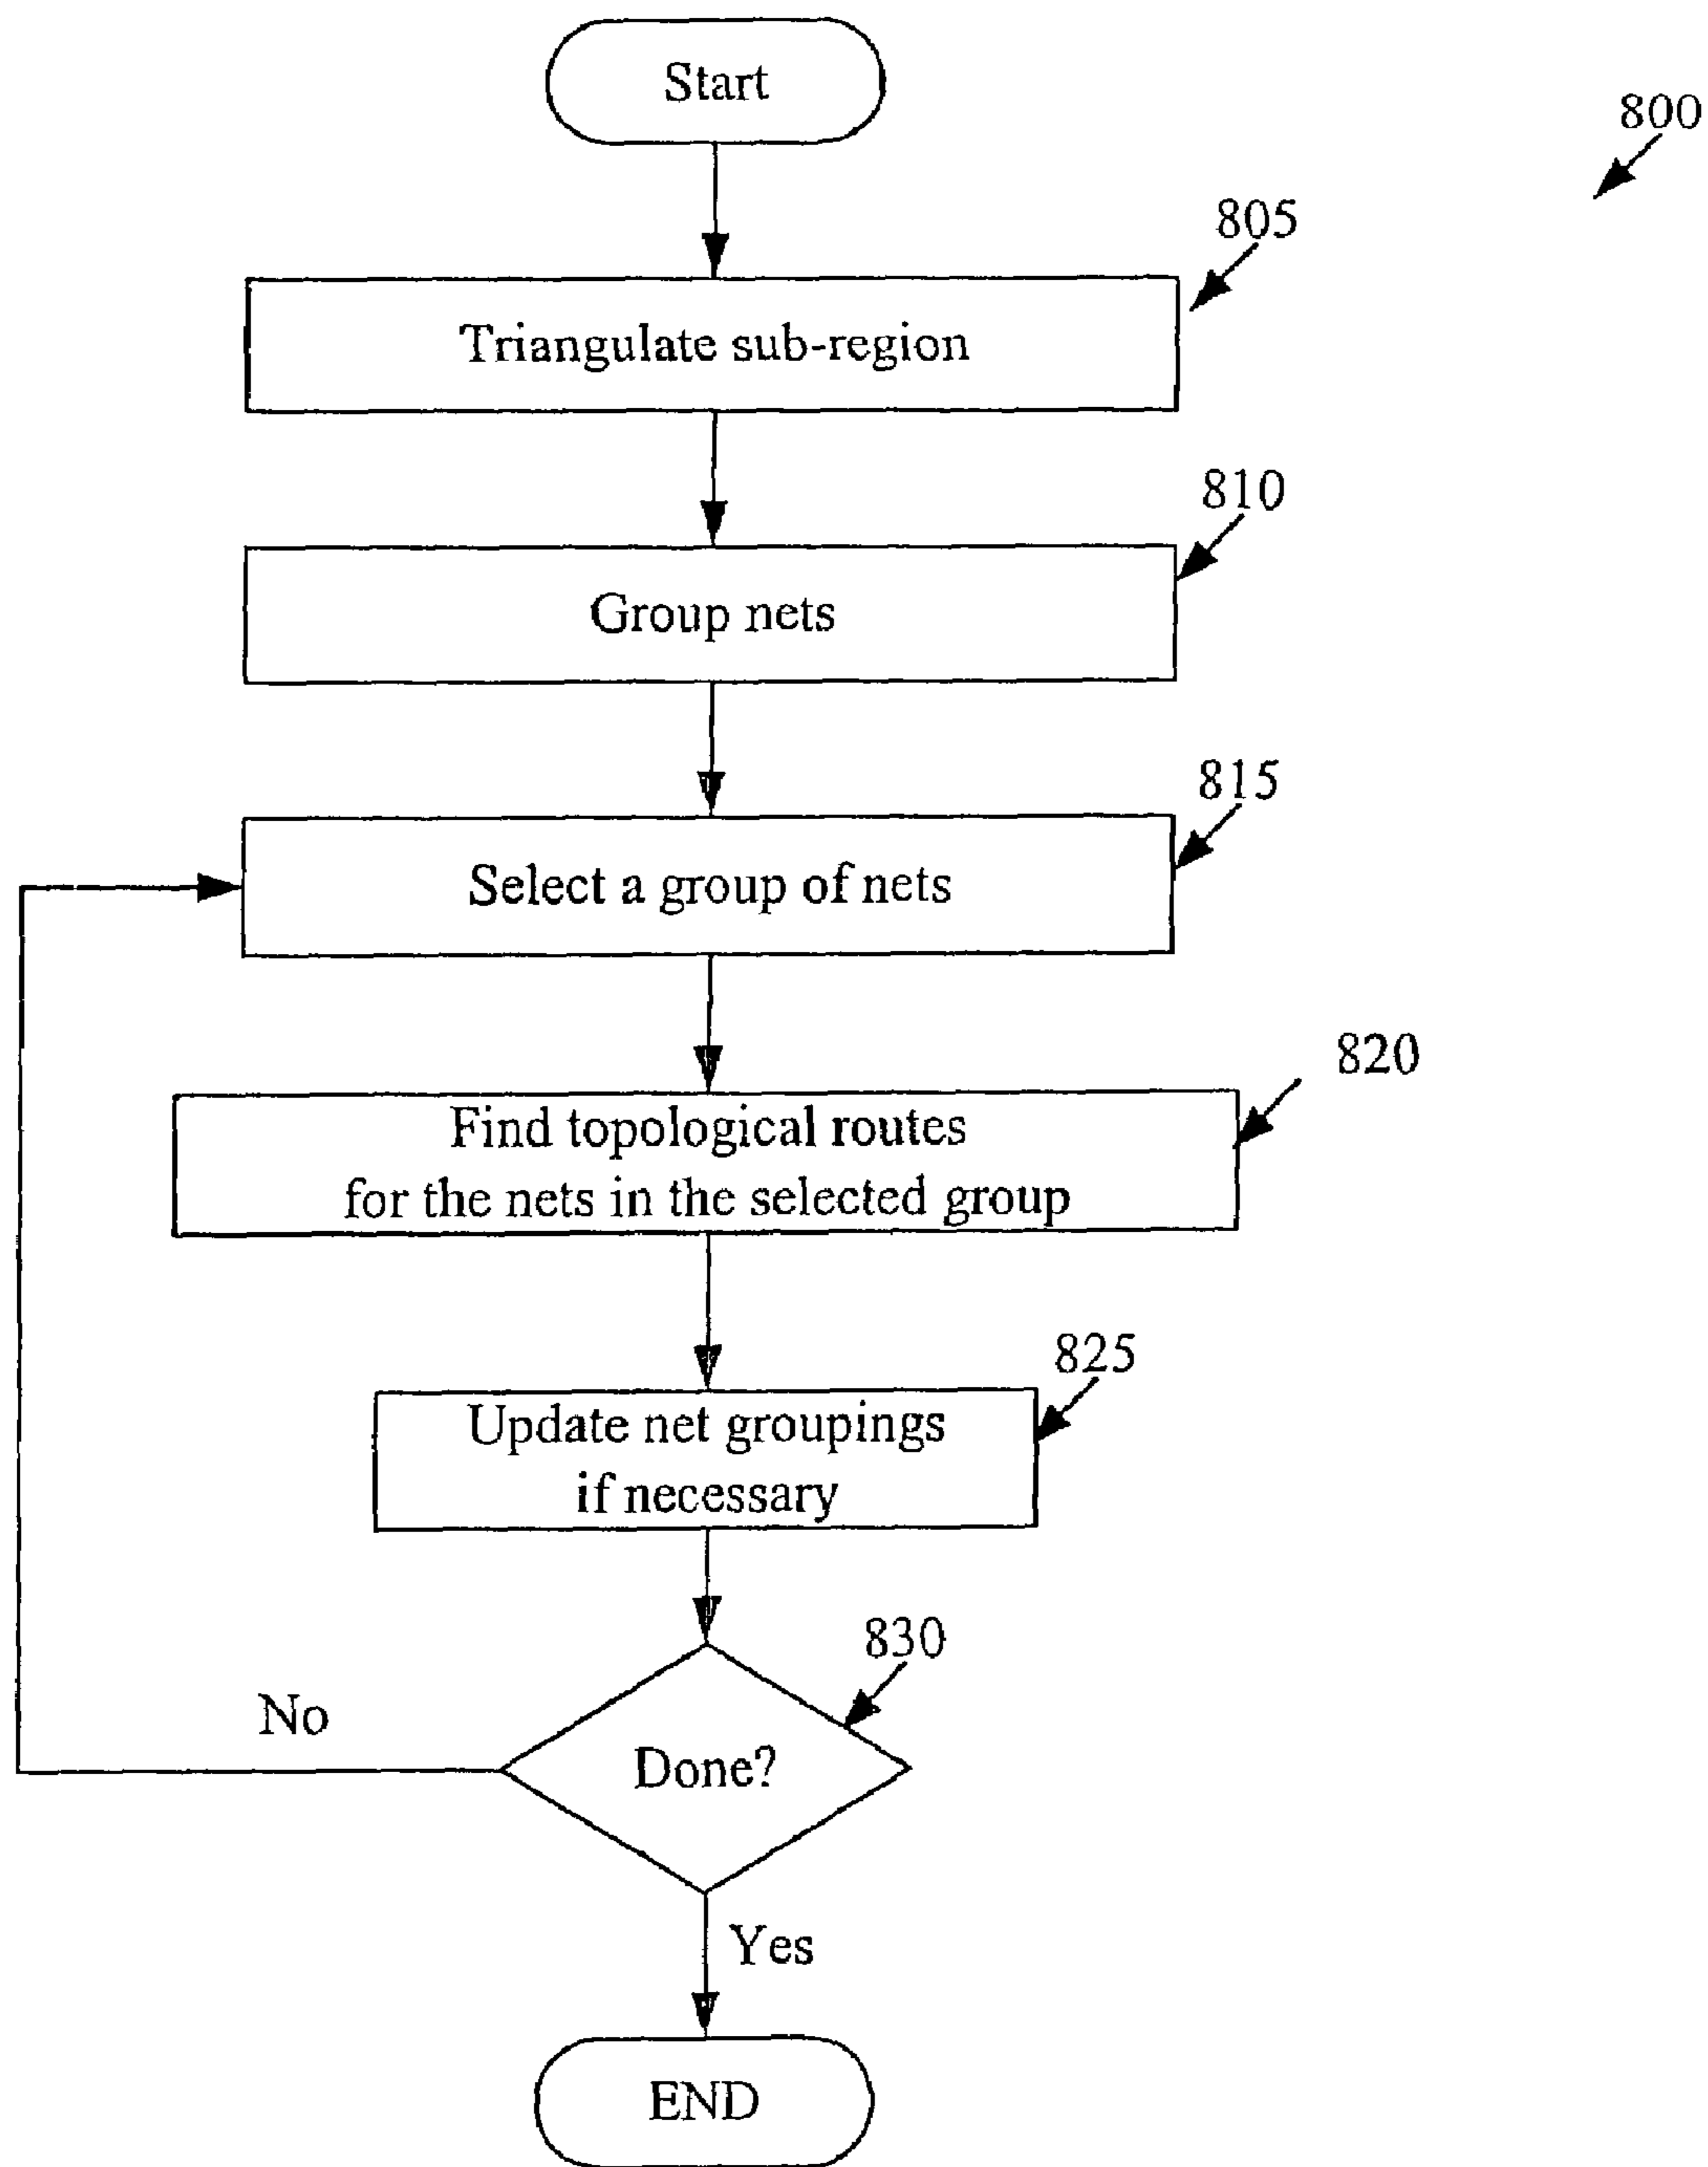 Start
800
805
Triangulate sub-region
810
Group nets
815
Select a group of nets
820
Find topological routes
for the nets in the selected group
825
Update net groupings
if necessary
830
No
Done?
Yes
END